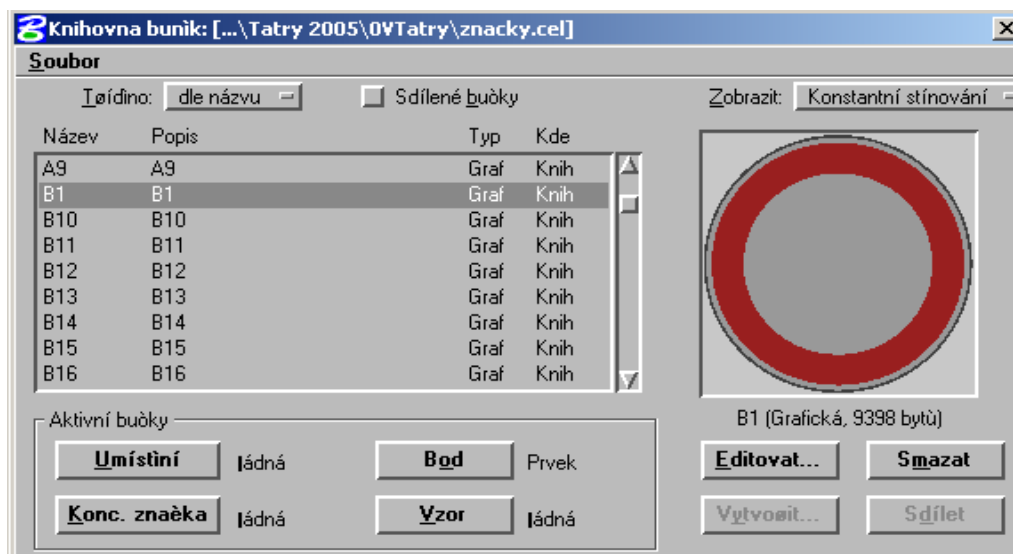 Knihovna bunìk: [...\Tatry 2005\0VTatry\znacky.cel]
Soubor
Tøídìno: dle názvu Sdílené buòky Zobrazit: Konstantní stínování
Název Popis Typ Kde
A9 A9 Graf Knih
B1 B1 Graf Knih
B10 B10 Graf Knih
B11 B11 Graf Knih
B12 B12 Graf Knih
B13 B13 Graf Knih
B14 B14 Graf Knih
B15 B15 Graf Knih
B16 B16 Graf Knih
B1 (Grafická, 9398 bytù)
Aktivní buòky
Umístìní ládná Bod Prvek Editovat... Smazat
Konc. znaèka ládná Vzor ládná Vytvoøit... Sdílet